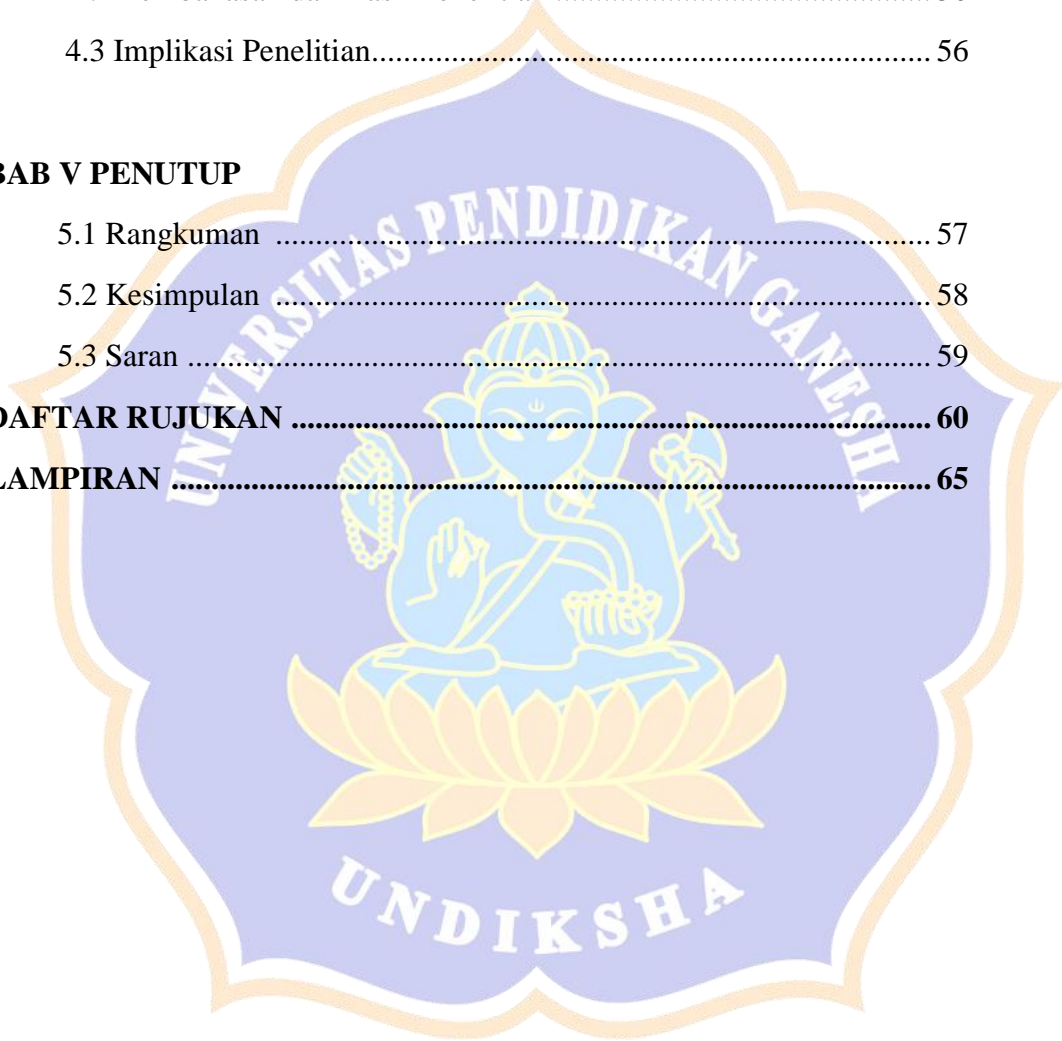 4.3 Implikasi Penelitian...................................................................... 56
BAB V PENUTUP
5.1 Rangkuman .................................................................................. 57
5.2 Kesimpulan .................................................................................. 58
5.3 Saran ............................................................................................. 59
DAFTAR RUJUKAN ................................................................................ 60
LAMPIRAN ............................................................................................... 65
UNIVERSITAS PENDIDIKAN GANESHA
UNDIKSHA